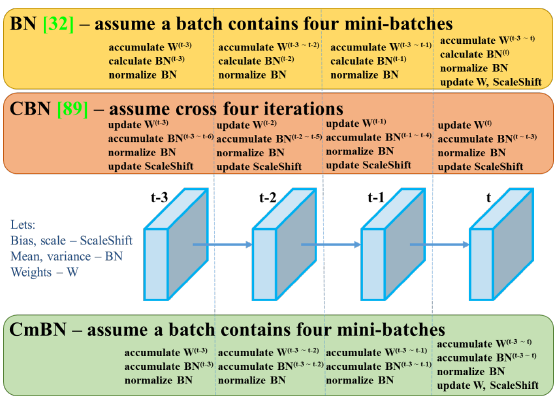 BN [32] – assume a batch contains four mini-batches
accumulate W(t-3) accumulate W(t-3 ~ t-2) accumulate W(t-3 ~ t-1) accumulate W(t-3 ~ t)
calculate BN(t-3) calculate BN(t-2) calculate BN(t-1) calculate BN(t)
normalize BN normalize BN normalize BN normalize BN
update W, ScaleShift
CBN [89] – assume cross four iterations
update W(t-3) update W(t-2) update W(t-1) update W(t)
accumulate BN(t-3 ~ t-6) accumulate BN(t-2 ~ t-5) accumulate BN(t-1 ~ t-4) accumulate BN(t ~ t-3)
normalize BN normalize BN normalize BN normalize BN
update ScaleShift update ScaleShift update ScaleShift update ScaleShift
t-3 t-2 t-1 t
Lets:
Bias, scale – ScaleShift
Mean, variance – BN
Weights – W
CmBN – assume a batch contains four mini-batches
accumulate W(t-3) accumulate W(t-3 ~ t-2) accumulate W(t-3 ~ t-1) accumulate W(t-3 ~ t)
accumulate BN(t-3) accumulate BN(t-3 ~ t-2) accumulate BN(t-3 ~ t-1) accumulate BN(t-3 ~ t)
normalize BN normalize BN normalize BN normalize BN
update W, ScaleShift